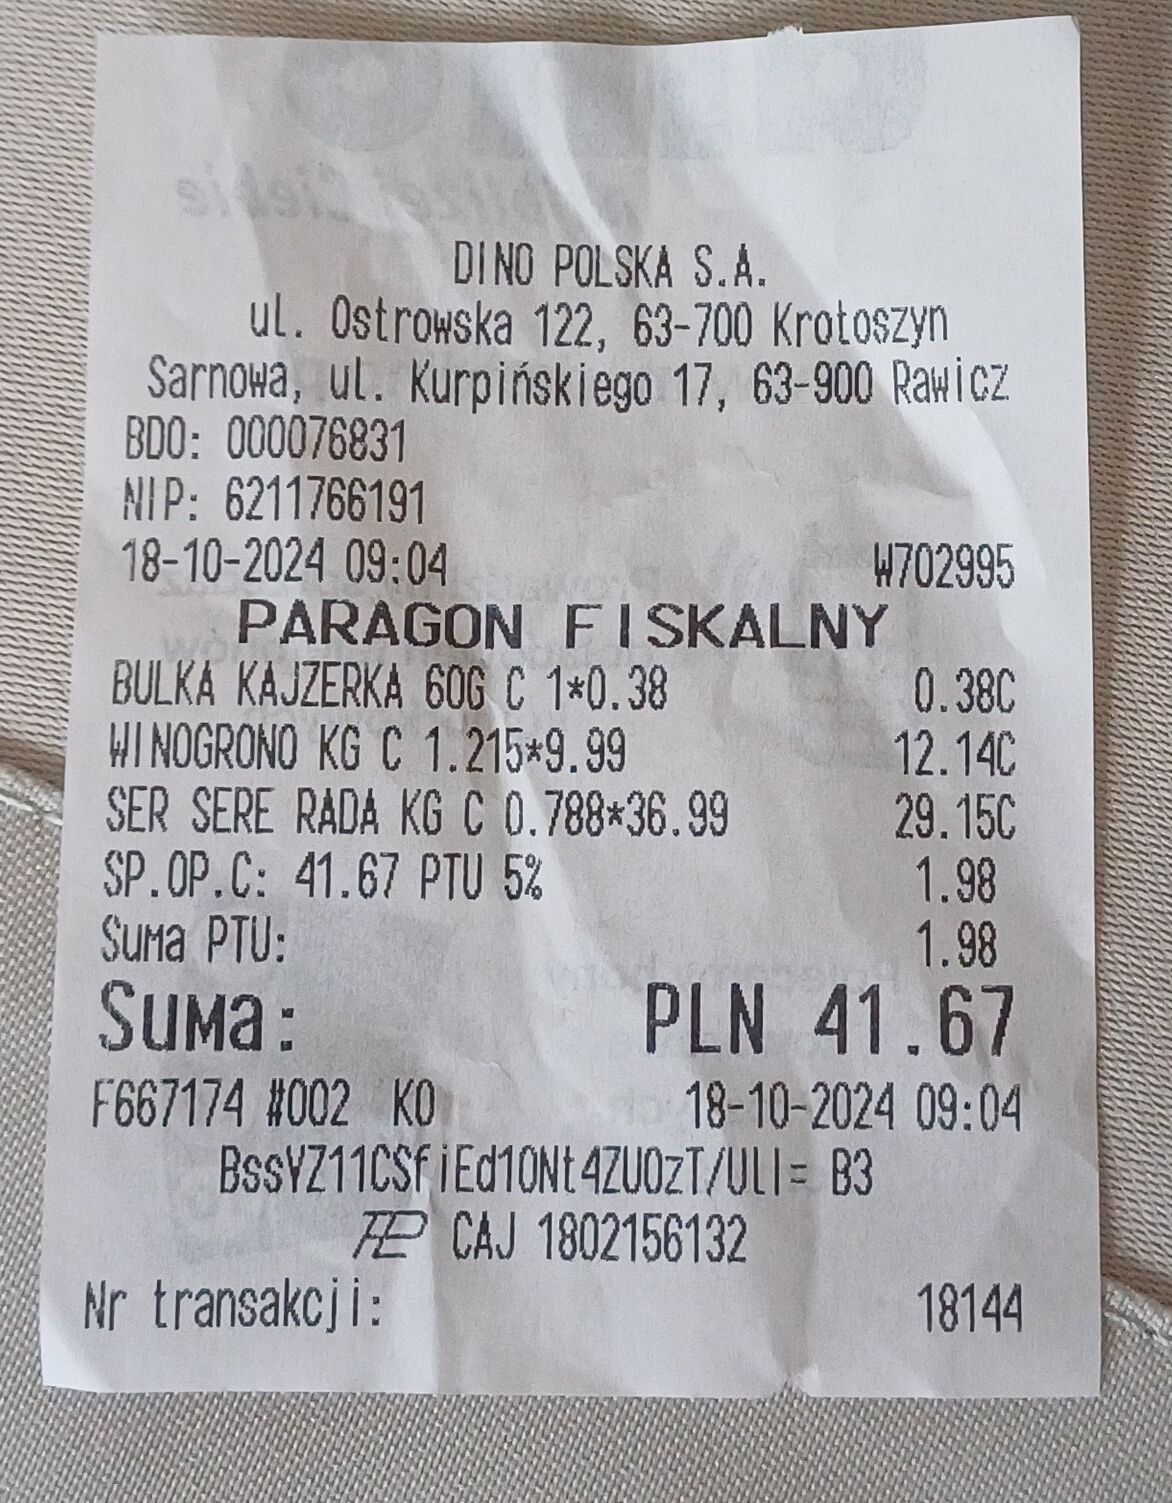 DINO POLSKA S.A.
ul. Ostrowska 122, 63-700 Krotoszyn
Sarnowa, ul. Kurpińskiego 17, 63-900 Rawicz
BDO: 000076831
NIP: 6211766191
18-10-2024 09:04 W702995
PARAGON FISKALNY
BULKA KAJZERKA 60G C 1*0.38 0.38C
WINOGRONO KG C 1.215*9.99 12.14C
SER SERE RADA KG C 0.788*36.99 29.15C
SP.OP.C: 41.67 PTU 5% 1.98
Suma PTU: 1.98
Suma: PLN 41.67
F667174 #002 KO 18-10-2024 09:04
BssYZ11CSfiEd10Nt4ZUOzT/Ull= B3
CAJ 1802156132
Nr transakcji: 18144